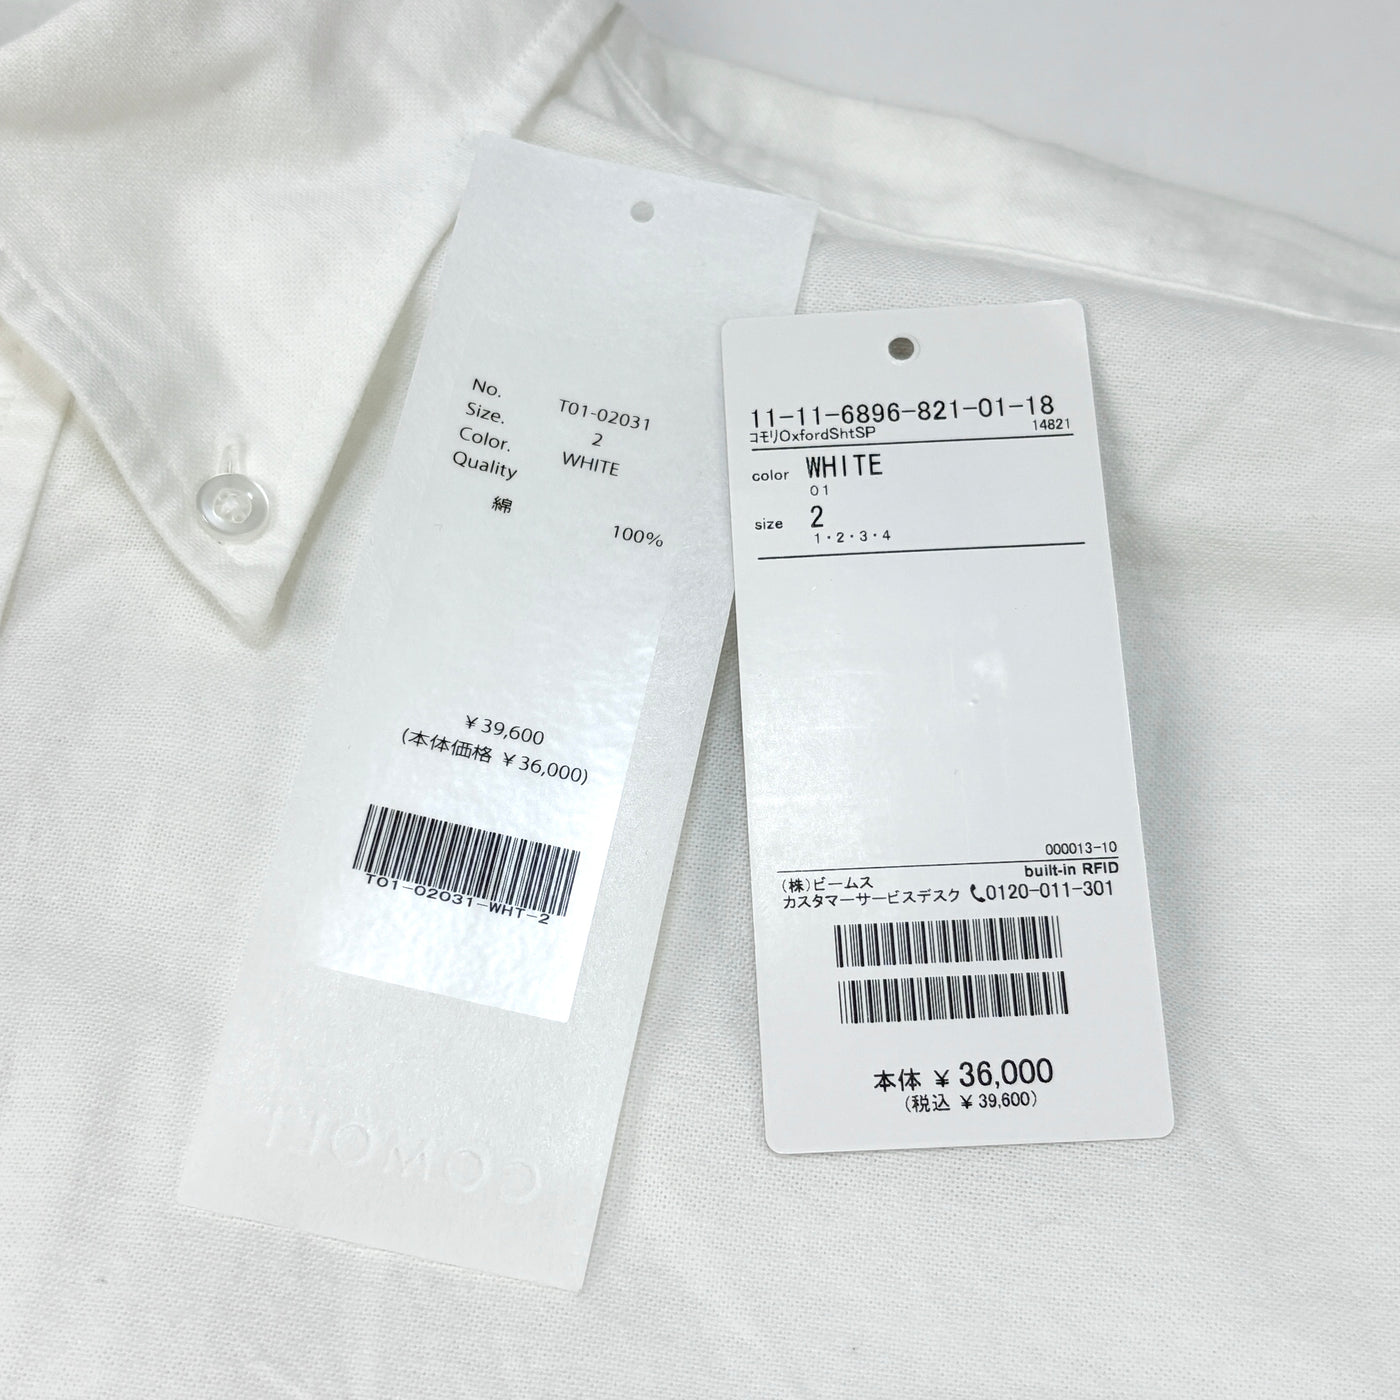 No. T01-02031
Size. 2
Color. WHITE
Quality
綿 100%
¥39,600
(本体価格 ¥36,000)
T01-02031-WHT-2
COMOLI
11-11-6896-821-01-18
コモリOxfordShtSP 14821
color WHITE
01
size 2
1・2・3・4
000013-10
built-in RFID
(株)ビームス
カスタマーサービスデスク 0120-011-301
本体 ¥36,000
(税込 ¥39,600)